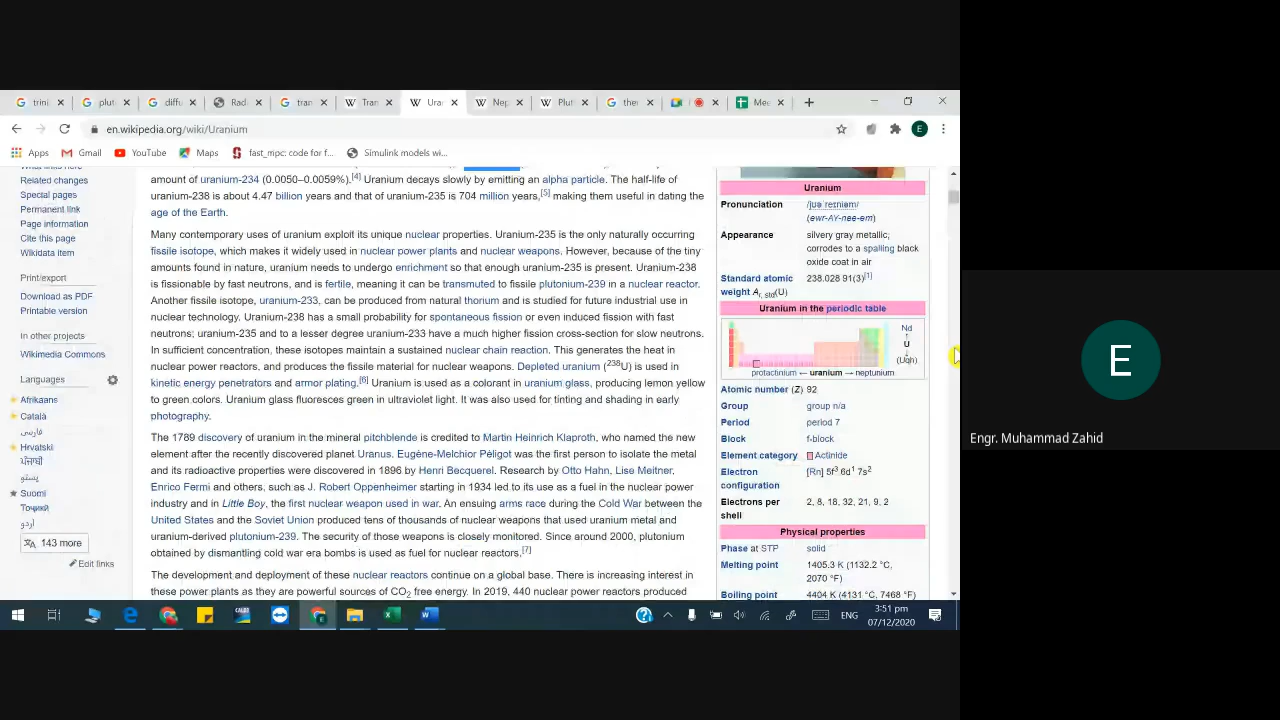 trini
plut
diffu
Radi
tran
Tran
Uran
Nep
Plut
ther
Mee
en.wikipedia.org/wiki/Uranium
E
Apps Gmail YouTube Maps fast_mpc: code for f... Simulink models wi...
Related changes
Special pages
Permanent link
Page information
Cite this page
Wikidata item
Print/export
Download as PDF
Printable version
In other projects
Wikimedia Commons
Languages
Afrikaans
Català
فارسی
Hrvatski
ਪੰਜਾਬੀ
پښتو
Suomi
Тоҷикӣ
اردو
143 more
Edit links
amount of uranium-234 (0.0050–0.0059%).[4] Uranium decays slowly by emitting an alpha particle. The half-life of
uranium-238 is about 4.47 billion years and that of uranium-235 is 704 million years,[5] making them useful in dating the
age of the Earth.
Many contemporary uses of uranium exploit its unique nuclear properties. Uranium-235 is the only naturally occurring
fissile isotope, which makes it widely used in nuclear power plants and nuclear weapons. However, because of the tiny
amounts found in nature, uranium needs to undergo enrichment so that enough uranium-235 is present. Uranium-238
is fissionable by fast neutrons, and is fertile, meaning it can be transmuted to fissile plutonium-239 in a nuclear reactor.
Another fissile isotope, uranium-233, can be produced from natural thorium and is studied for future industrial use in
nuclear technology. Uranium-238 has a small probability for spontaneous fission or even induced fission with fast
neutrons; uranium-235 and to a lesser degree uranium-233 have a much higher fission cross-section for slow neutrons.
In sufficient concentration, these isotopes maintain a sustained nuclear chain reaction. This generates the heat in
nuclear power reactors, and produces the fissile material for nuclear weapons. Depleted uranium (238U) is used in
kinetic energy penetrators and armor plating.[6] Uranium is used as a colorant in uranium glass, producing lemon yellow
to green colors. Uranium glass fluoresces green in ultraviolet light. It was also used for tinting and shading in early
photography.
The 1789 discovery of uranium in the mineral pitchblende is credited to Martin Heinrich Klaproth, who named the new
element after the recently discovered planet Uranus. Eugène-Melchior Péligot was the first person to isolate the metal
and its radioactive properties were discovered in 1896 by Henri Becquerel. Research by Otto Hahn, Lise Meitner,
Enrico Fermi and others, such as J. Robert Oppenheimer starting in 1934 led to its use as a fuel in the nuclear power
industry and in Little Boy, the first nuclear weapon used in war. An ensuing arms race during the Cold War between the
United States and the Soviet Union produced tens of thousands of nuclear weapons that used uranium metal and
uranium-derived plutonium-239. The security of those weapons is closely monitored. Since around 2000, plutonium
obtained by dismantling cold war era bombs is used as fuel for nuclear reactors.[7]
The development and deployment of these nuclear reactors continue on a global base. There is increasing interest in
these power plants as they are powerful sources of CO2 free energy. In 2019, 440 nuclear power reactors produced
Uranium
Pronunciation /jʊəˈreɪniəm/
(ewr-AY-nee-əm)
Appearance silvery gray metallic;
corrodes to a spalling black
oxide coat in air
Standard atomic 238.028 91(3)[1]
weight Ar, std(U)
Uranium in the periodic table
Nd
↑
U
↓
(Uqh)
protactinium ← uranium → neptunium
Atomic number (Z) 92
Group group n/a
Period period 7
Block f-block
Element category Actinide
Electron [Rn] 5f3 6d1 7s2
configuration
Electrons per 2, 8, 18, 32, 21, 9, 2
shell
Physical properties
Phase at STP solid
Melting point 1405.3 K (1132.2 °C,
2070 °F)
Boiling point 4404 K (4131 °C, 7468 °F)
ENG
3:51 pm
07/12/2020
E
Engr. Muhammad Zahid